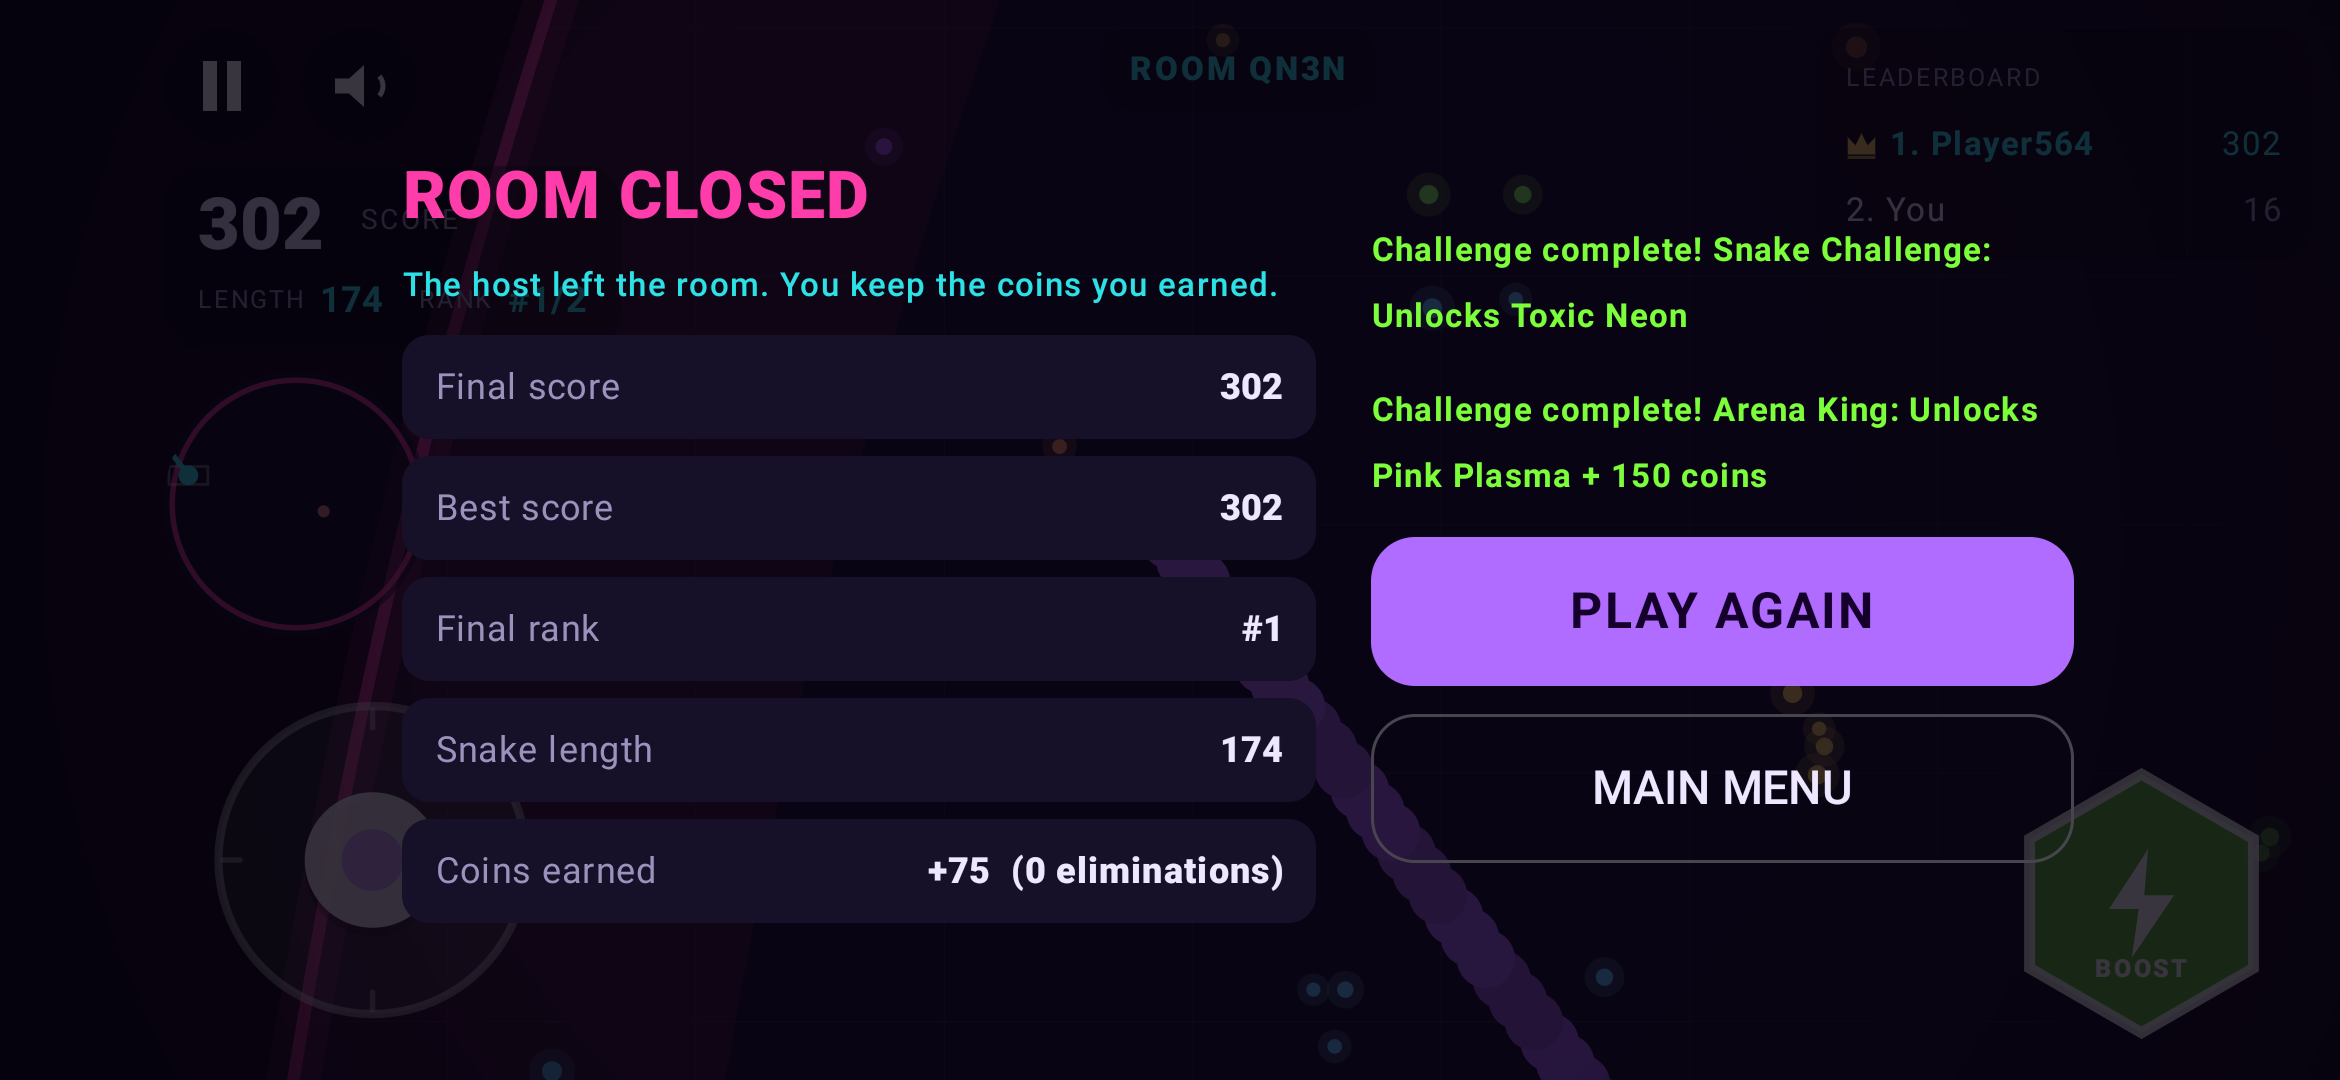 ROOM QN3N
LEADERBOARD
1. Player564 302
2. You 16
302 SCORE
LENGTH 174 RANK #1/2
ROOM CLOSED
The host left the room. You keep the coins you earned.
Final score 302
Best score 302
Final rank #1
Snake length 174
Coins earned +75 (0 eliminations)
Challenge complete! Snake Challenge:
Unlocks Toxic Neon
Challenge complete! Arena King: Unlocks
Pink Plasma + 150 coins
PLAY AGAIN
MAIN MENU
BOOST